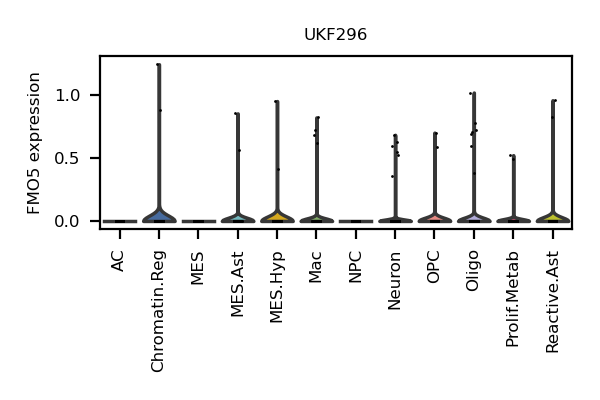 UKF296
FMO5 expression
1.0
0.5
0.0
AC
Chromatin.Reg
MES
MES.Ast
MES.Hyp
Mac
NPC
Neuron
OPC
Oligo
Prolif.Metab
Reactive.Ast